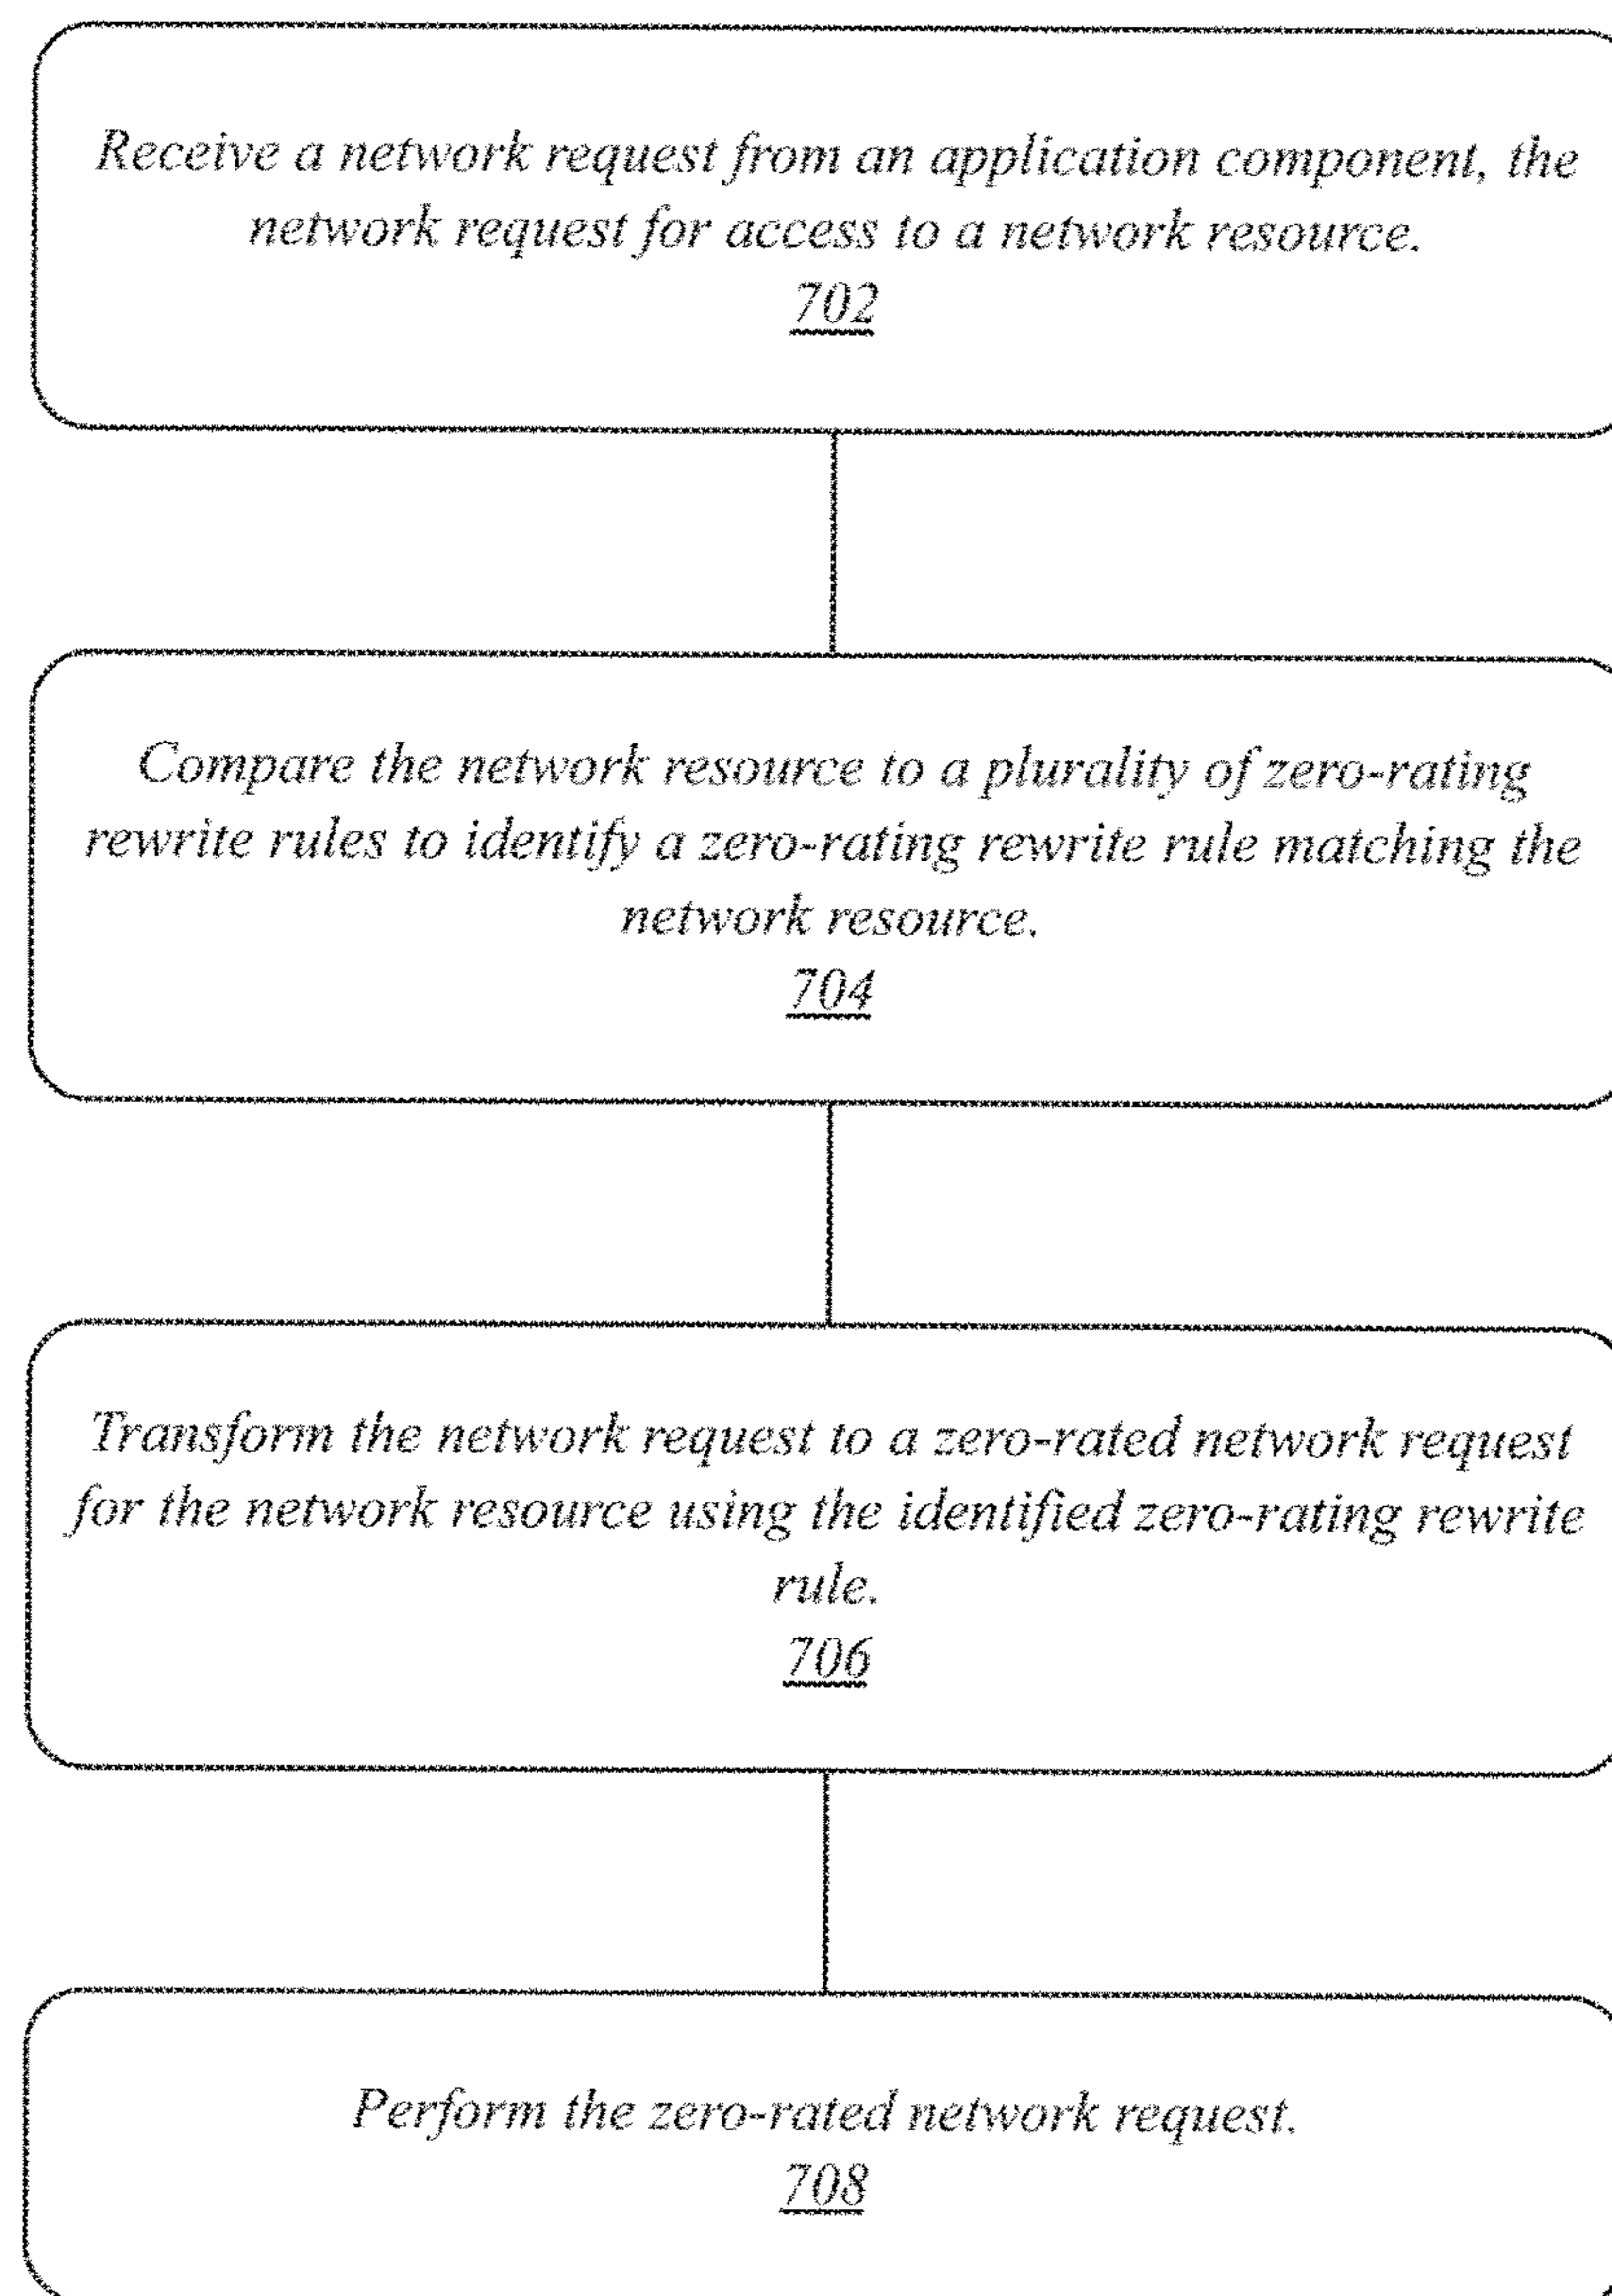 Receive a network request from an application component, the
network request for access to a network resource.
702
Compare the network resource to a plurality of zero-rating
rewrite rules to identify a zero-rating rewrite rule matching the
network resource.
704
Transform the network request to a zero-rated network request
for the network resource using the identified zero-rating rewrite
rule.
706
Perform the zero-rated network request.
708